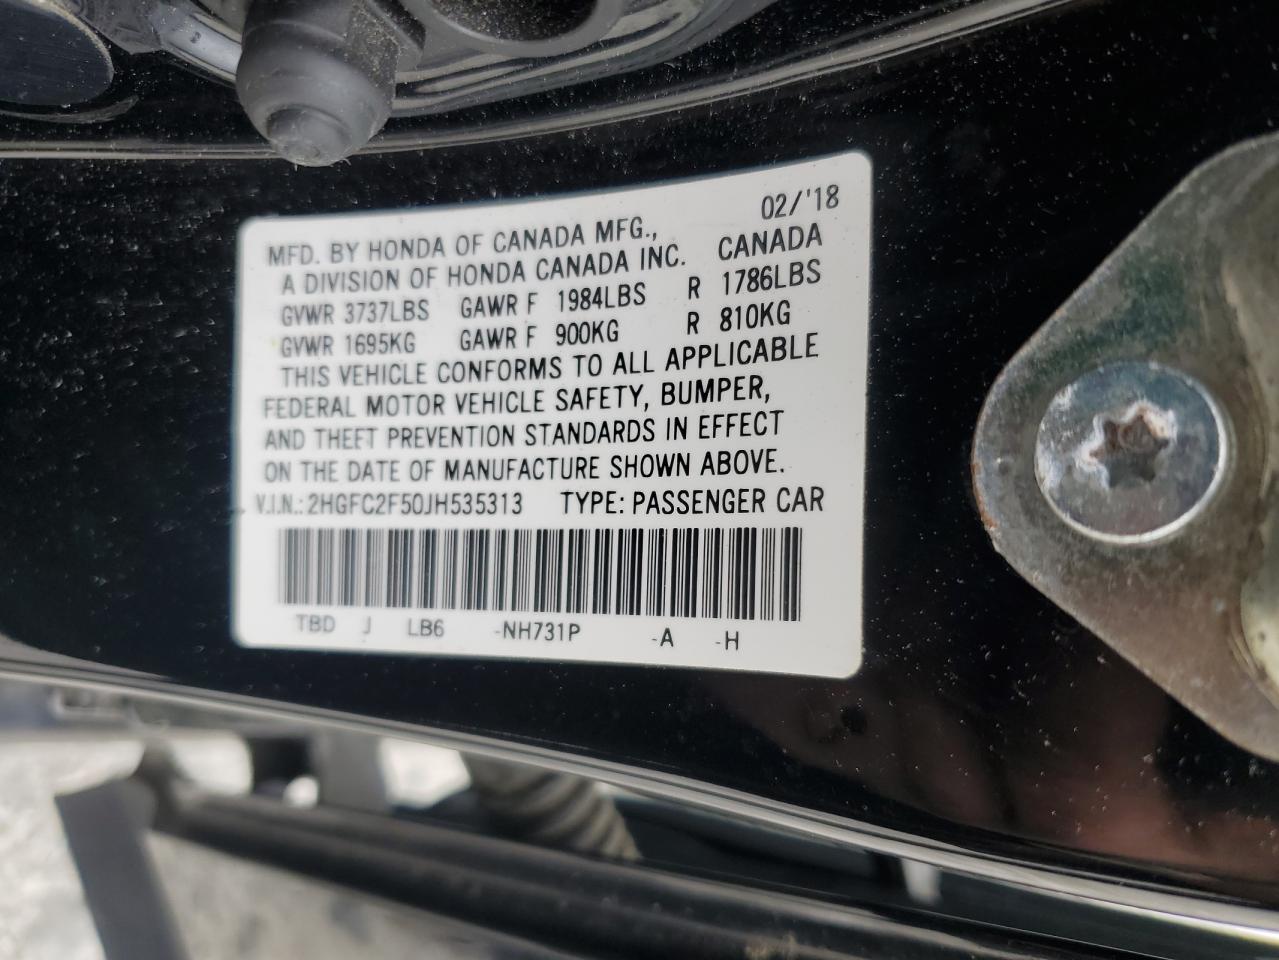 02/'18
MFD. BY HONDA OF CANADA MFG.,
A DIVISION OF HONDA CANADA INC. CANADA
GVWR 3737LBS GAWR F 1984LBS R 1786LBS
GVWR 1695KG GAWR F 900KG R 810KG
THIS VEHICLE CONFORMS TO ALL APPLICABLE
FEDERAL MOTOR VEHICLE SAFETY, BUMPER,
AND THEFT PREVENTION STANDARDS IN EFFECT
ON THE DATE OF MANUFACTURE SHOWN ABOVE.
V.I.N.: 2HGFC2F50JH535313 TYPE: PASSENGER CAR
TBD J LB6 -NH731P -A -H